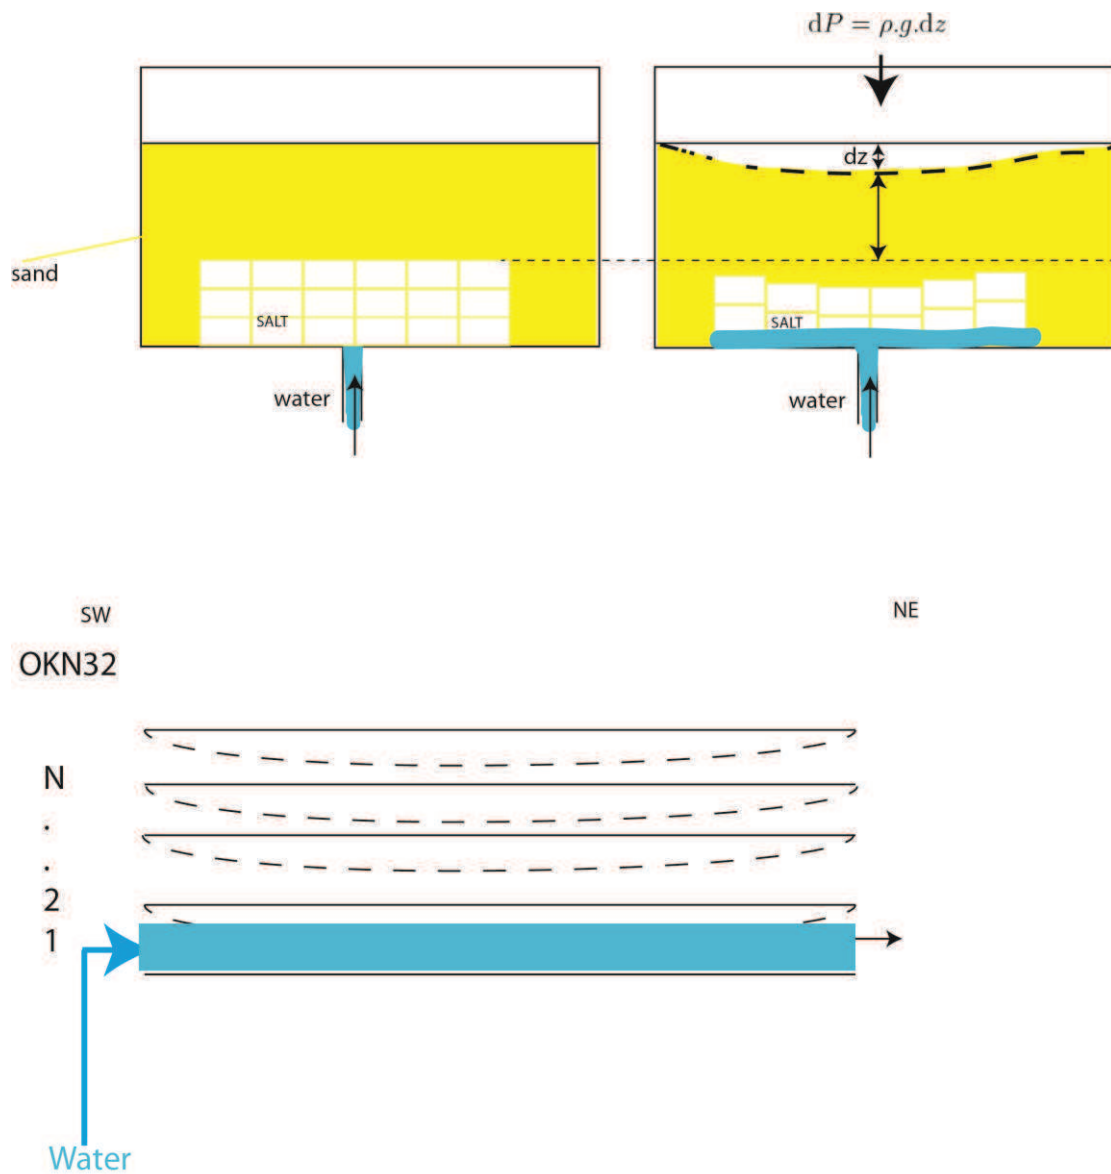 dP = ρ.g.dz
dz
sand
SALT
SALT
water
water
SW
NE
OKN32
N
.
.
2
1
Water